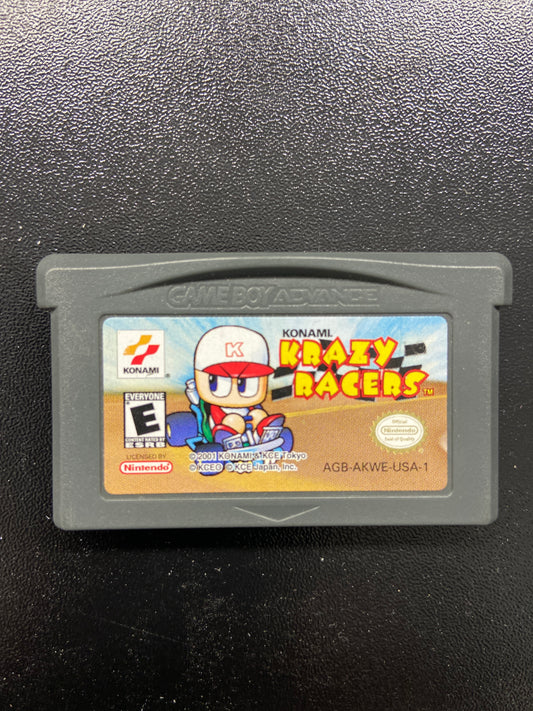 GAME BOY ADVANCE
KONAMI
KONAMI
KRAZY
RACERS™
K
EVERYONE
E
CONTENT RATED BY
ESRB
Official
Nintendo
Seal of Quality
LICENSED BY
Nintendo
© 2001 KONAMI & KCE Tokyo
© KCEO © KCE Japan, Inc.
AGB-AKWE-USA-1